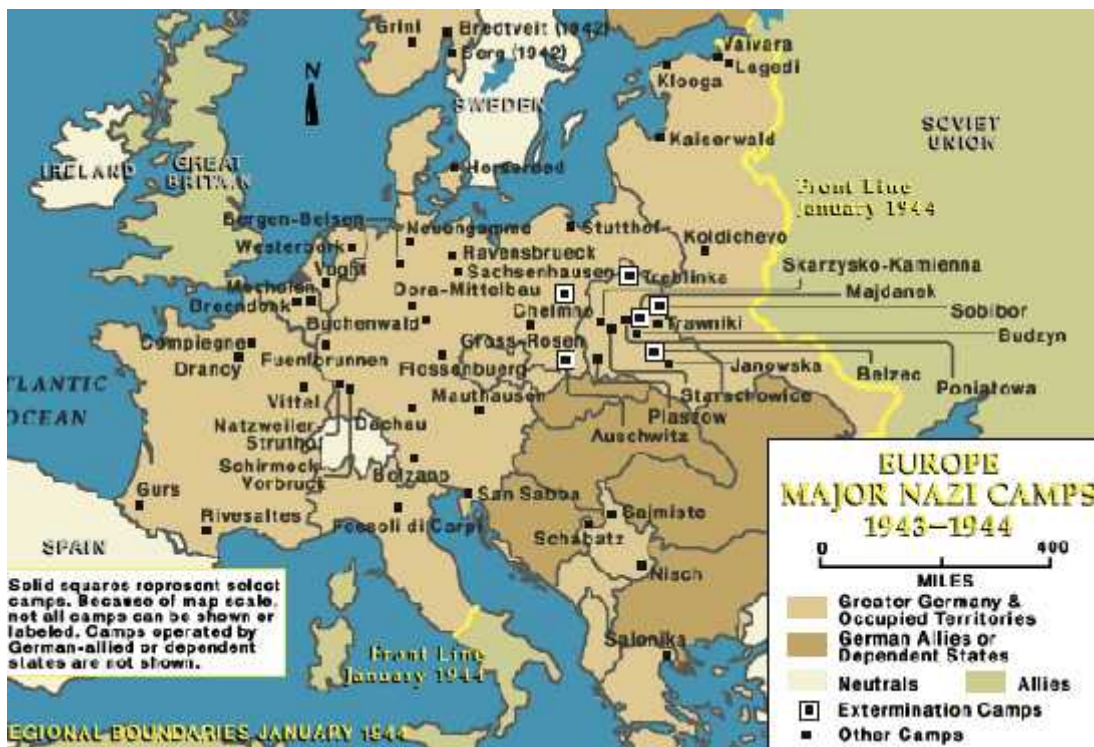 Grini
Bredtveit (1942)
Berg (1942)
Vaivara
Klooga
Lagedi
N
SWEDEN
SOVIET
UNION
Kaiserwald
IRELAND
GREAT
BRITAIN
Horserod
Front Line
January 1944
Bergen-Belsen
Neuengamme
Stutthof
Koldichevo
Westerbork
Ravensbrueck
Sachsenhausen
Treblinka
Skarzysko-Kamienna
Vught
Mechelen
Dora-Mittelbau
Majdanek
Breendonk
Chelmno
Sobibor
Buchenwald
Trawniki
Budzyn
Compiegne
Gross-Rosen
Drancy
Fuenfbrunnen
Flossenbuerg
Janowska
Belzec
Poniatowa
ATLANTIC
OCEAN
Vittel
Mauthausen
Starachowice
Plaszow
Auschwitz
Natzweiler-
Struthof
Dachau
Schirmeck
Vorbruck
Bolzano
Gurs
Rivesaltes
Fossoli di Carpi
San Sabba
Sajmiste
Schabatz
Nisch
SPAIN
Salonika
Front Line
January 1944
Solid squares represent select
camps. Because of map scale,
not all camps can be shown or
labeled. Camps operated by
German-allied or dependent
states are not shown.
EGIONAL BOUNDARIES JANUARY 1944
EUROPE
MAJOR NAZI CAMPS
1943–1944
0 400
MILES
Greater Germany &
Occupied Territories
German Allies or
Dependent States
Neutrals Allies
Extermination Camps
Other Camps